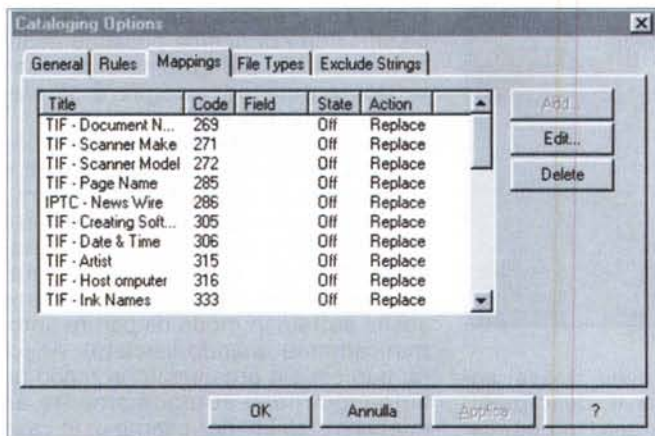 Cataloging Options
General Rules Mappings File Types Exclude Strings
Title Code Field State Action
TIF - Document N... 269 Off Replace
TIF - Scanner Make 271 Off Replace
TIF - Scanner Model 272 Off Replace
TIF - Page Name 285 Off Replace
IPTC - News Wire 286 Off Replace
TIF - Creating Soft... 305 Off Replace
TIF - Date & Time 306 Off Replace
TIF - Artist 315 Off Replace
TIF - Host omputer 316 Off Replace
TIF - Ink Names 333 Off Replace
Add...
Edit...
Delete
OK Annulla Applica ?